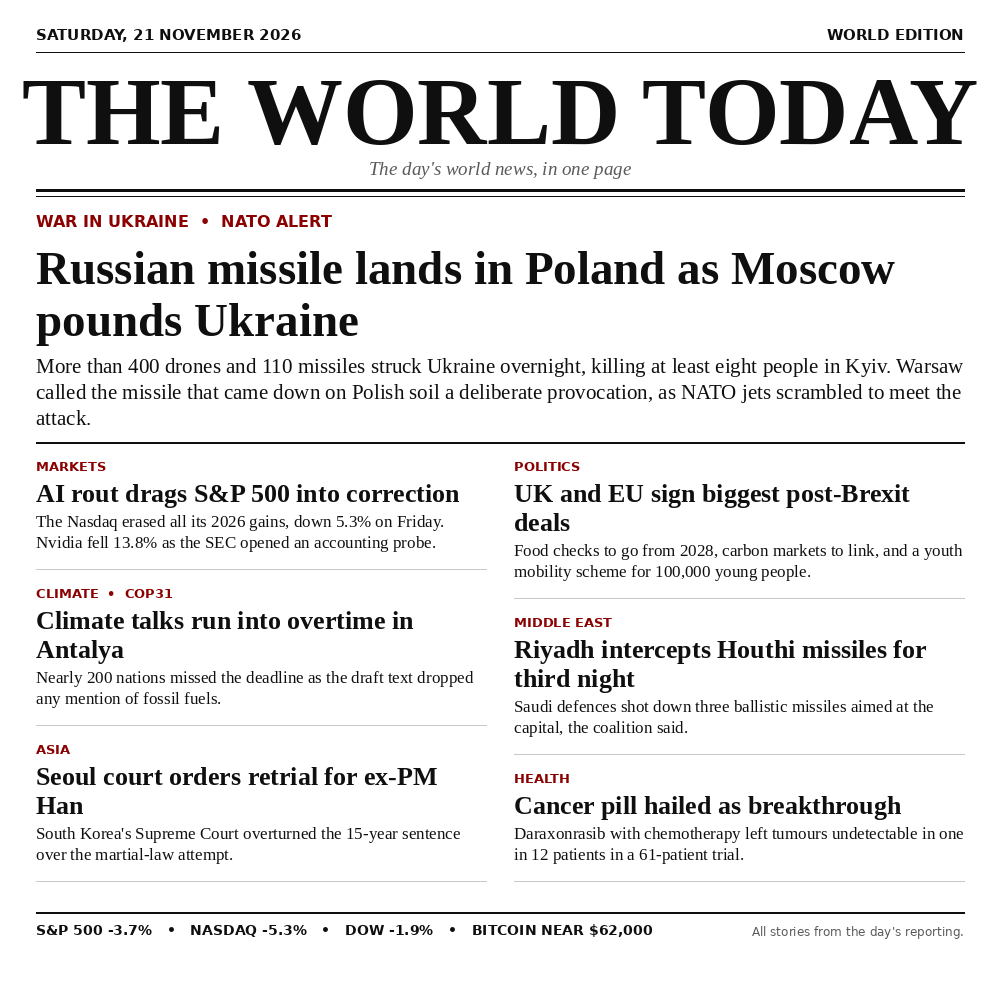 SATURDAY, 21 NOVEMBER 2026
WORLD EDITION
THE WORLD TODAY
The day's world news, in one page
WAR IN UKRAINE • NATO ALERT
Russian missile lands in Poland as Moscow
pounds Ukraine
More than 400 drones and 110 missiles struck Ukraine overnight, killing at least eight people in Kyiv. Warsaw
called the missile that came down on Polish soil a deliberate provocation, as NATO jets scrambled to meet the
attack.
MARKETS
AI rout drags S&P 500 into correction
The Nasdaq erased all its 2026 gains, down 5.3% on Friday.
Nvidia fell 13.8% as the SEC opened an accounting probe.
CLIMATE • COP31
Climate talks run into overtime in
Antalya
Nearly 200 nations missed the deadline as the draft text dropped
any mention of fossil fuels.
ASIA
Seoul court orders retrial for ex-PM
Han
South Korea's Supreme Court overturned the 15-year sentence
over the martial-law attempt.
POLITICS
UK and EU sign biggest post-Brexit
deals
Food checks to go from 2028, carbon markets to link, and a youth
mobility scheme for 100,000 young people.
MIDDLE EAST
Riyadh intercepts Houthi missiles for
third night
Saudi defences shot down three ballistic missiles aimed at the
capital, the coalition said.
HEALTH
Cancer pill hailed as breakthrough
Daraxonrasib with chemotherapy left tumours undetectable in one
in 12 patients in a 61-patient trial.
S&P 500 -3.7% • NASDAQ -5.3% • DOW -1.9% • BITCOIN NEAR $62,000
All stories from the day's reporting.